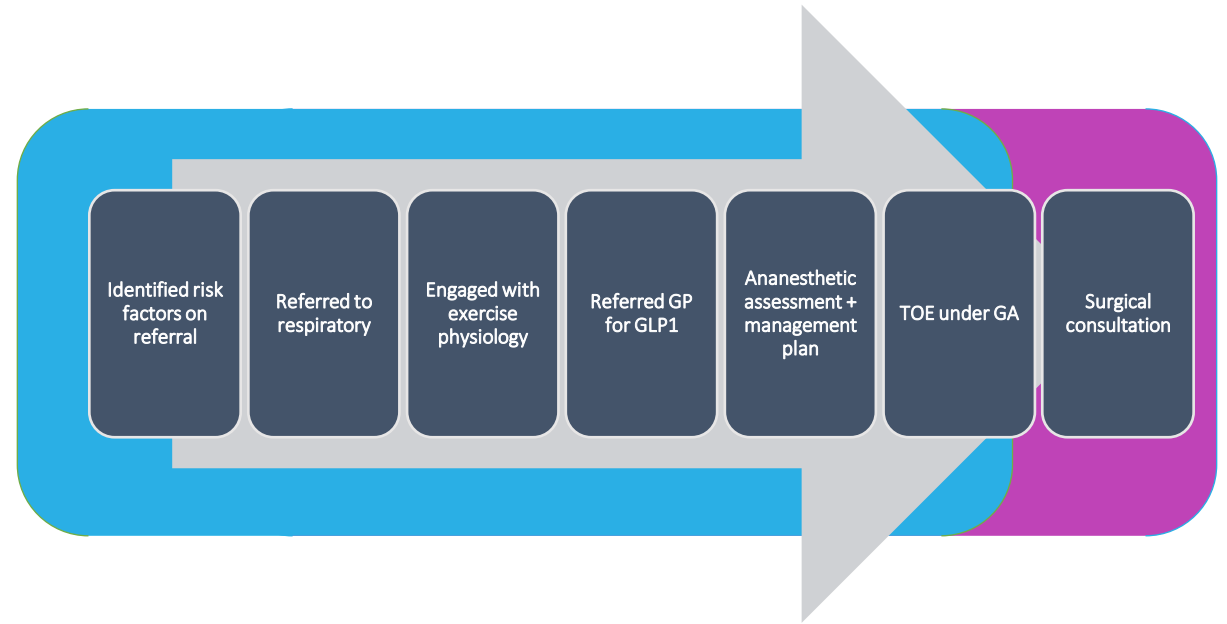 Identified risk
factors on
referral
Referred to
respiratory
Engaged with
exercise
physiology
Referred GP
for GLP1
Ananesthetic
assessment +
management
plan
TOE under GA
Surgical
consultation